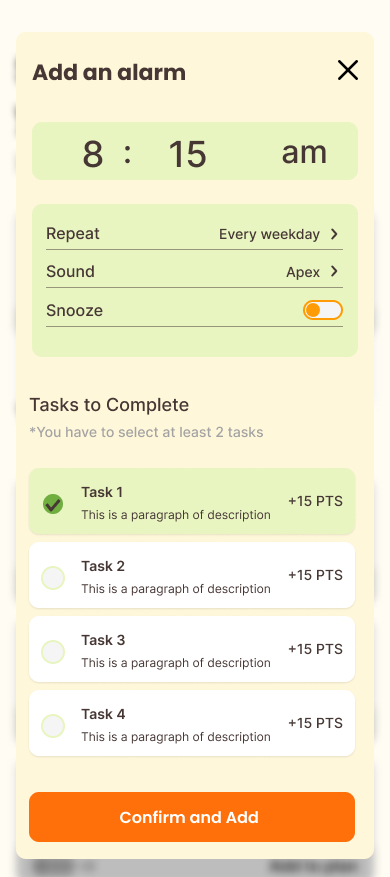 Add an alarm
8 : 15 am
Repeat Every weekday
Sound Apex
Snooze
Tasks to Complete
*You have to select at least 2 tasks
Task 1
This is a paragraph of description
+15 PTS
Task 2
This is a paragraph of description
+15 PTS
Task 3
This is a paragraph of description
+15 PTS
Task 4
This is a paragraph of description
+15 PTS
Confirm and Add